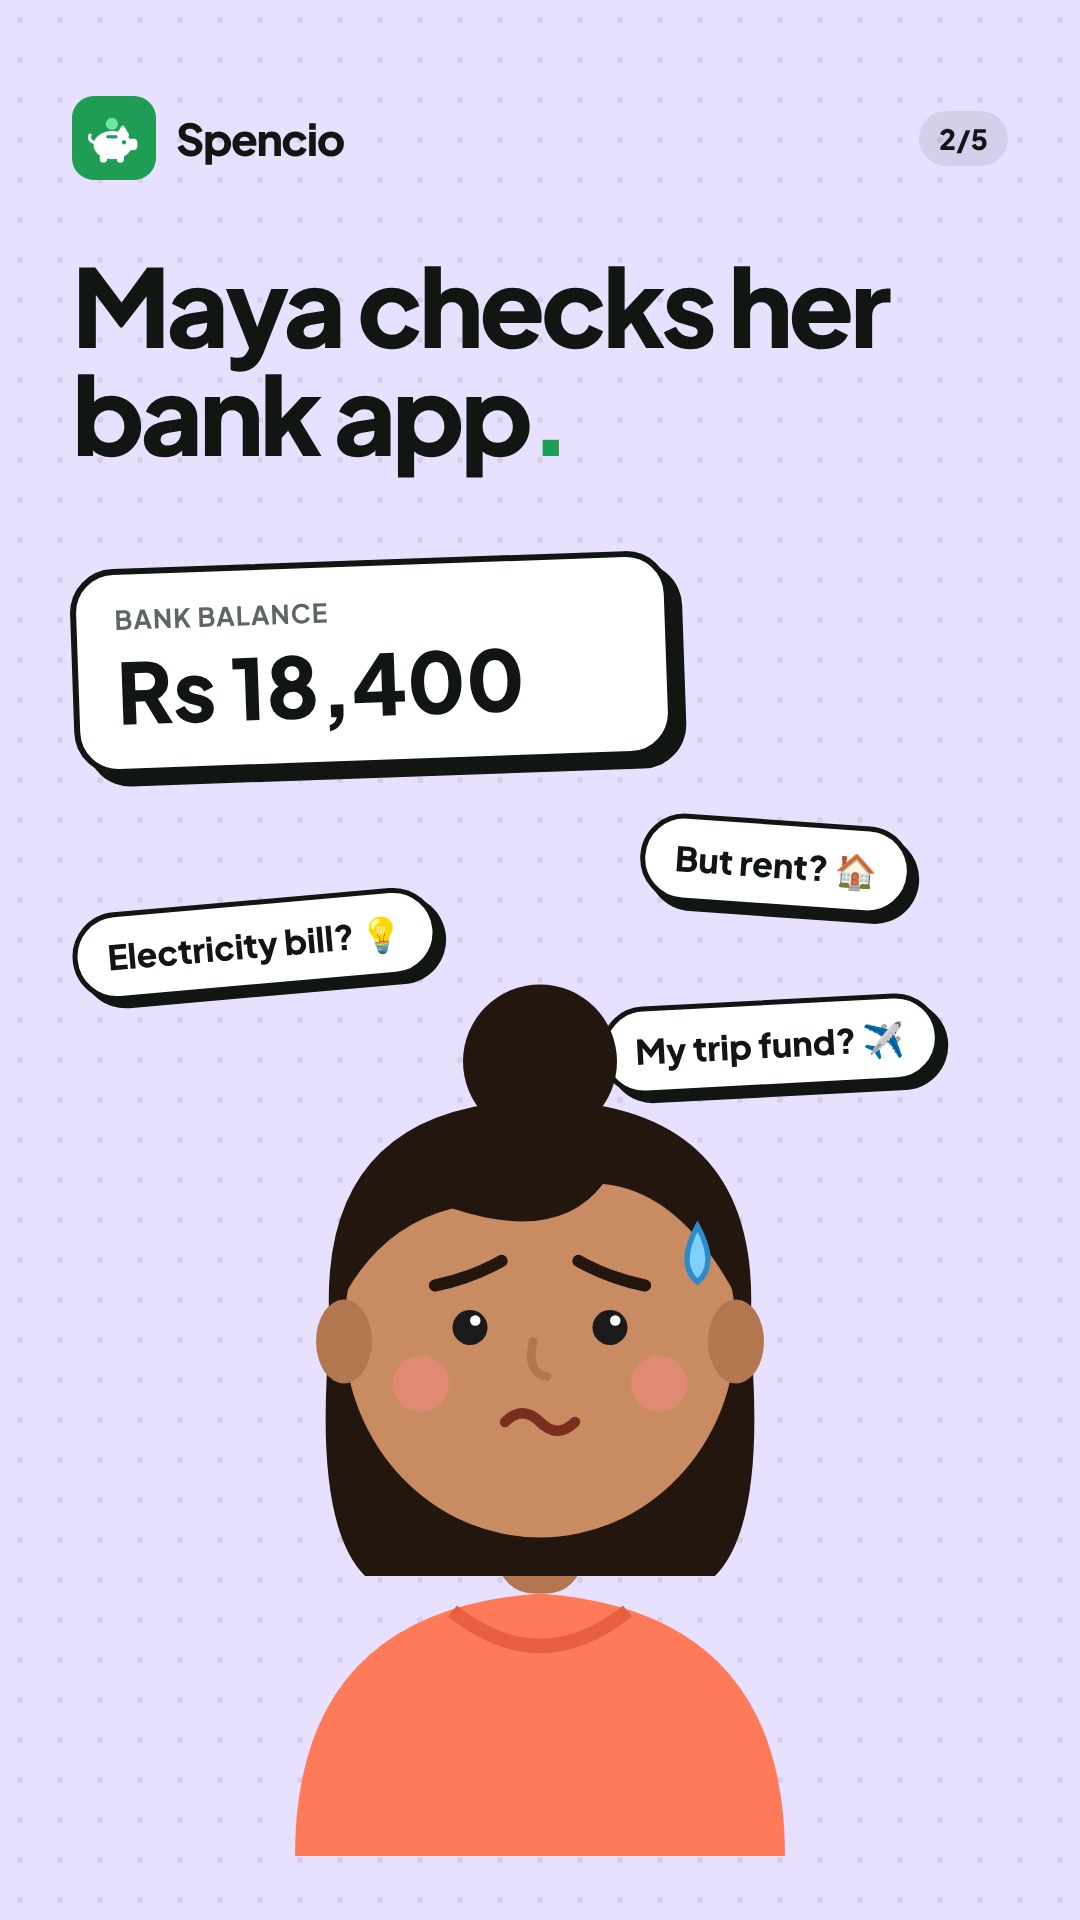 Spencio
2/5
Maya checks her
bank app.
BANK BALANCE
Rs 18,400
But rent? 🏠
Electricity bill? 💡
My trip fund? ✈️